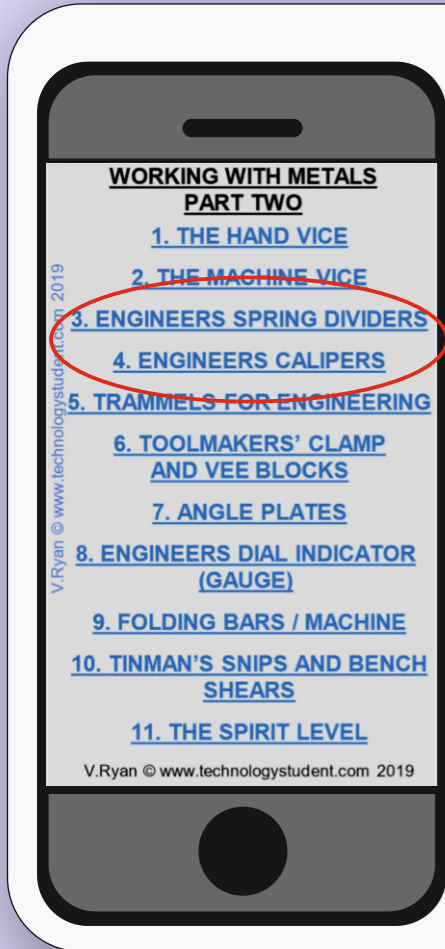 WORKING WITH METALS
PART TWO
1. THE HAND VICE
2. THE MACHINE VICE
3. ENGINEERS SPRING DIVIDERS
4. ENGINEERS CALIPERS
5. TRAMMELS FOR ENGINEERING
6. TOOLMAKERS' CLAMP
AND VEE BLOCKS
7. ANGLE PLATES
8. ENGINEERS DIAL INDICATOR
(GAUGE)
9. FOLDING BARS / MACHINE
10. TINMAN'S SNIPS AND BENCH
SHEARS
11. THE SPIRIT LEVEL
V.Ryan © www.technologystudent.com 2019
V.Ryan © www.technologystudent.com 2019